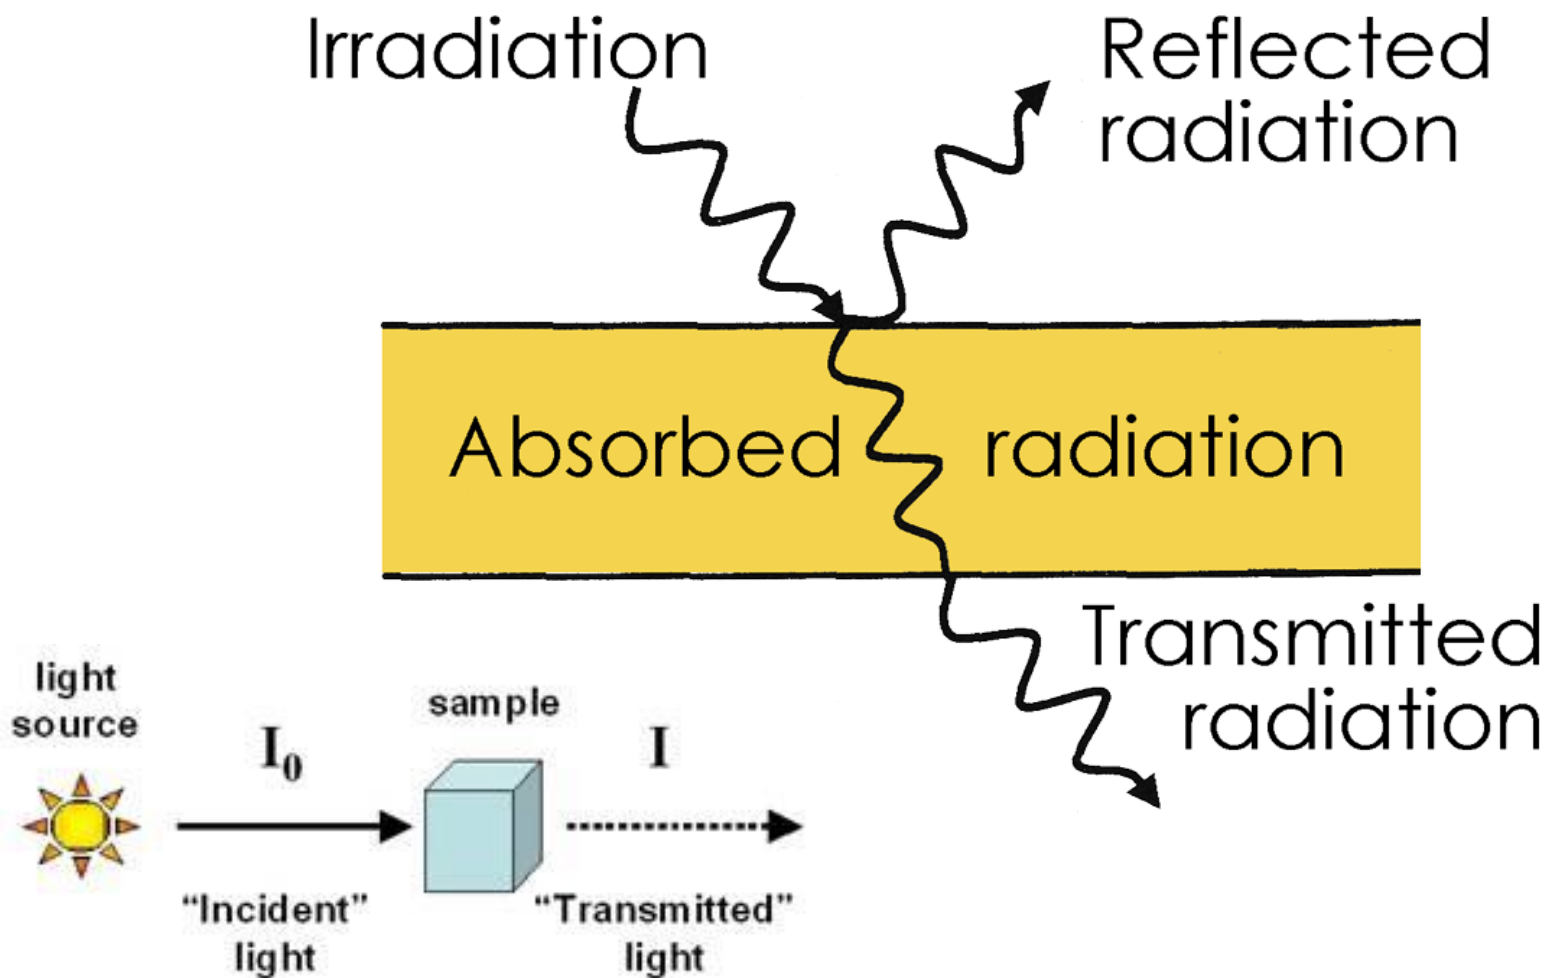 Irradiation
Reflected
radiation
Absorbed radiation
Transmitted
radiation
light
source
I₀
sample
I
“Incident”
light
“Transmitted”
light